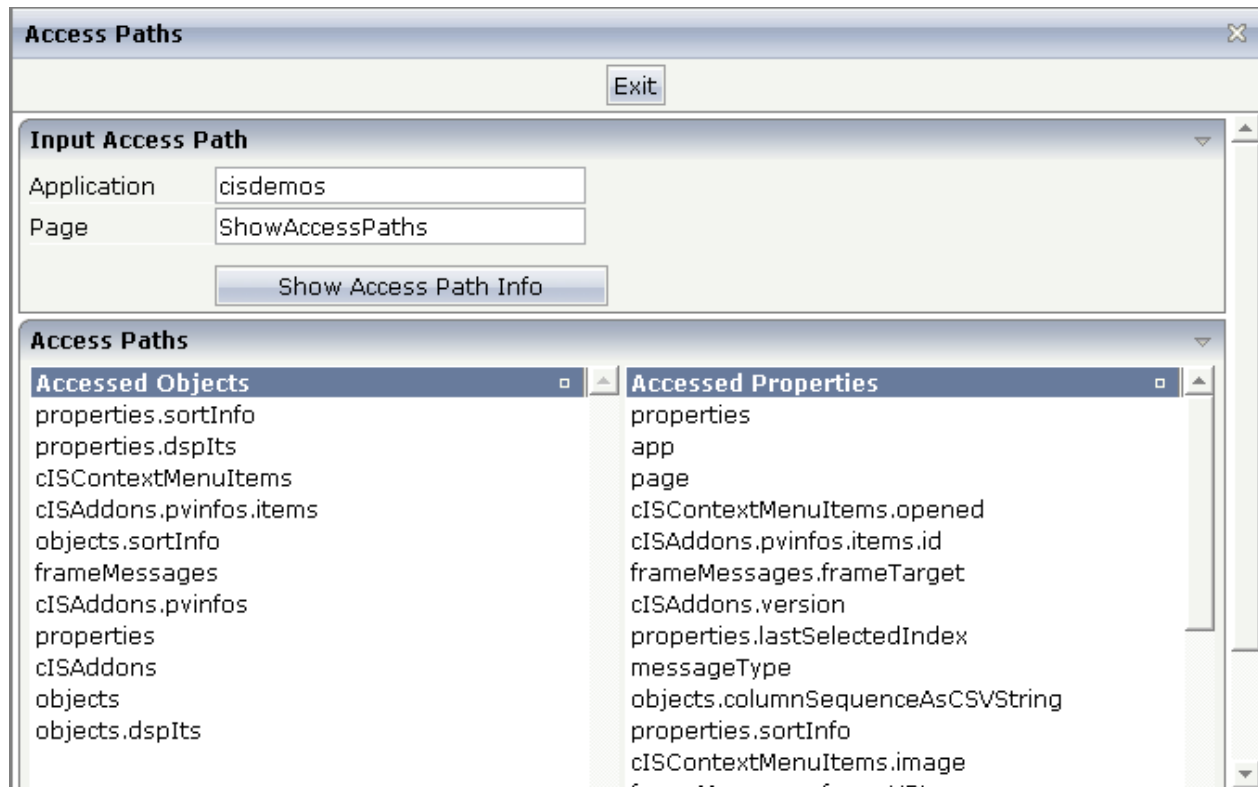 Access Paths
Exit
Input Access Path
Application cisdemos
Page ShowAccessPaths
Show Access Path Info
Access Paths
Accessed Objects
properties.sortInfo
properties.dspIts
cISContextMenuItems
cISAddons.pvinfos.items
objects.sortInfo
frameMessages
cISAddons.pvinfos
properties
cISAddons
objects
objects.dspIts
Accessed Properties
properties
app
page
cISContextMenuItems.opened
cISAddons.pvinfos.items.id
frameMessages.frameTarget
cISAddons.version
properties.lastSelectedIndex
messageType
objects.columnSequenceAsCSVString
properties.sortInfo
cISContextMenuItems.image